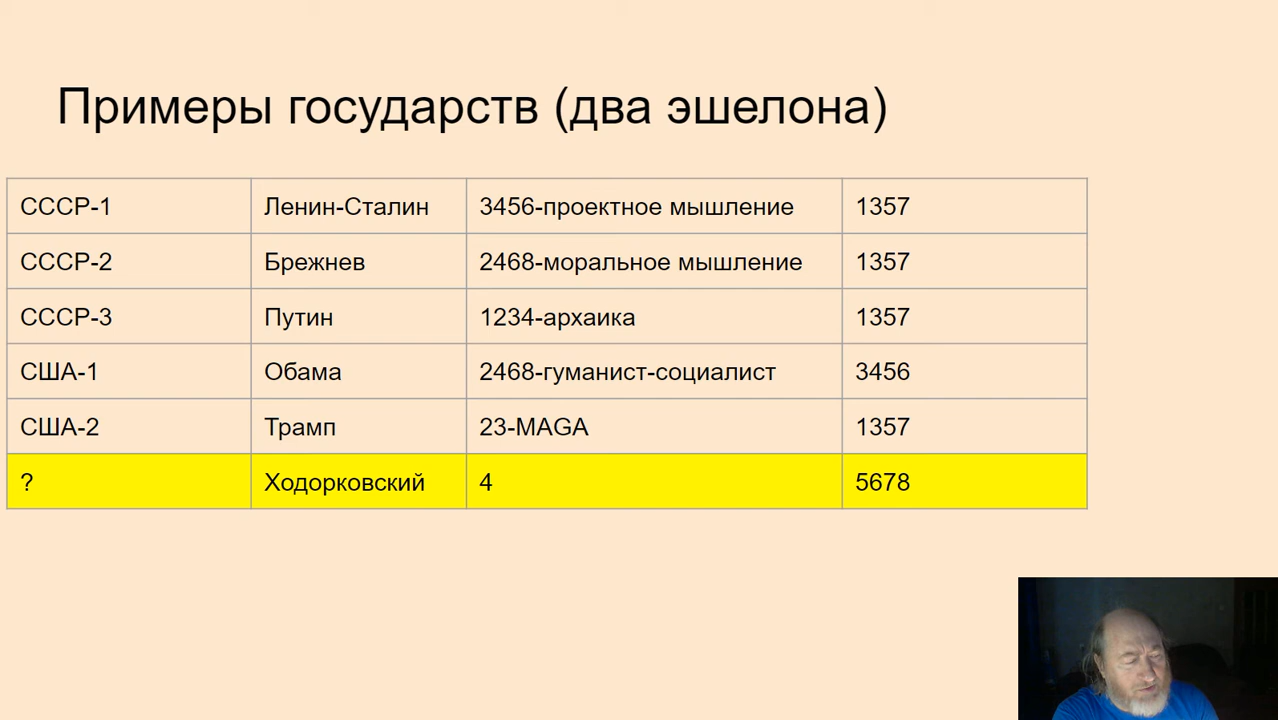 Примеры государств (два эшелона)
СССР-1 Ленин-Сталин 3456-проектное мышление 1357
СССР-2 Брежнев 2468-моральное мышление 1357
СССР-3 Путин 1234-архаика 1357
США-1 Обама 2468-гуманист-социалист 3456
США-2 Трамп 23-MAGA 1357
? Ходорковский 4 5678